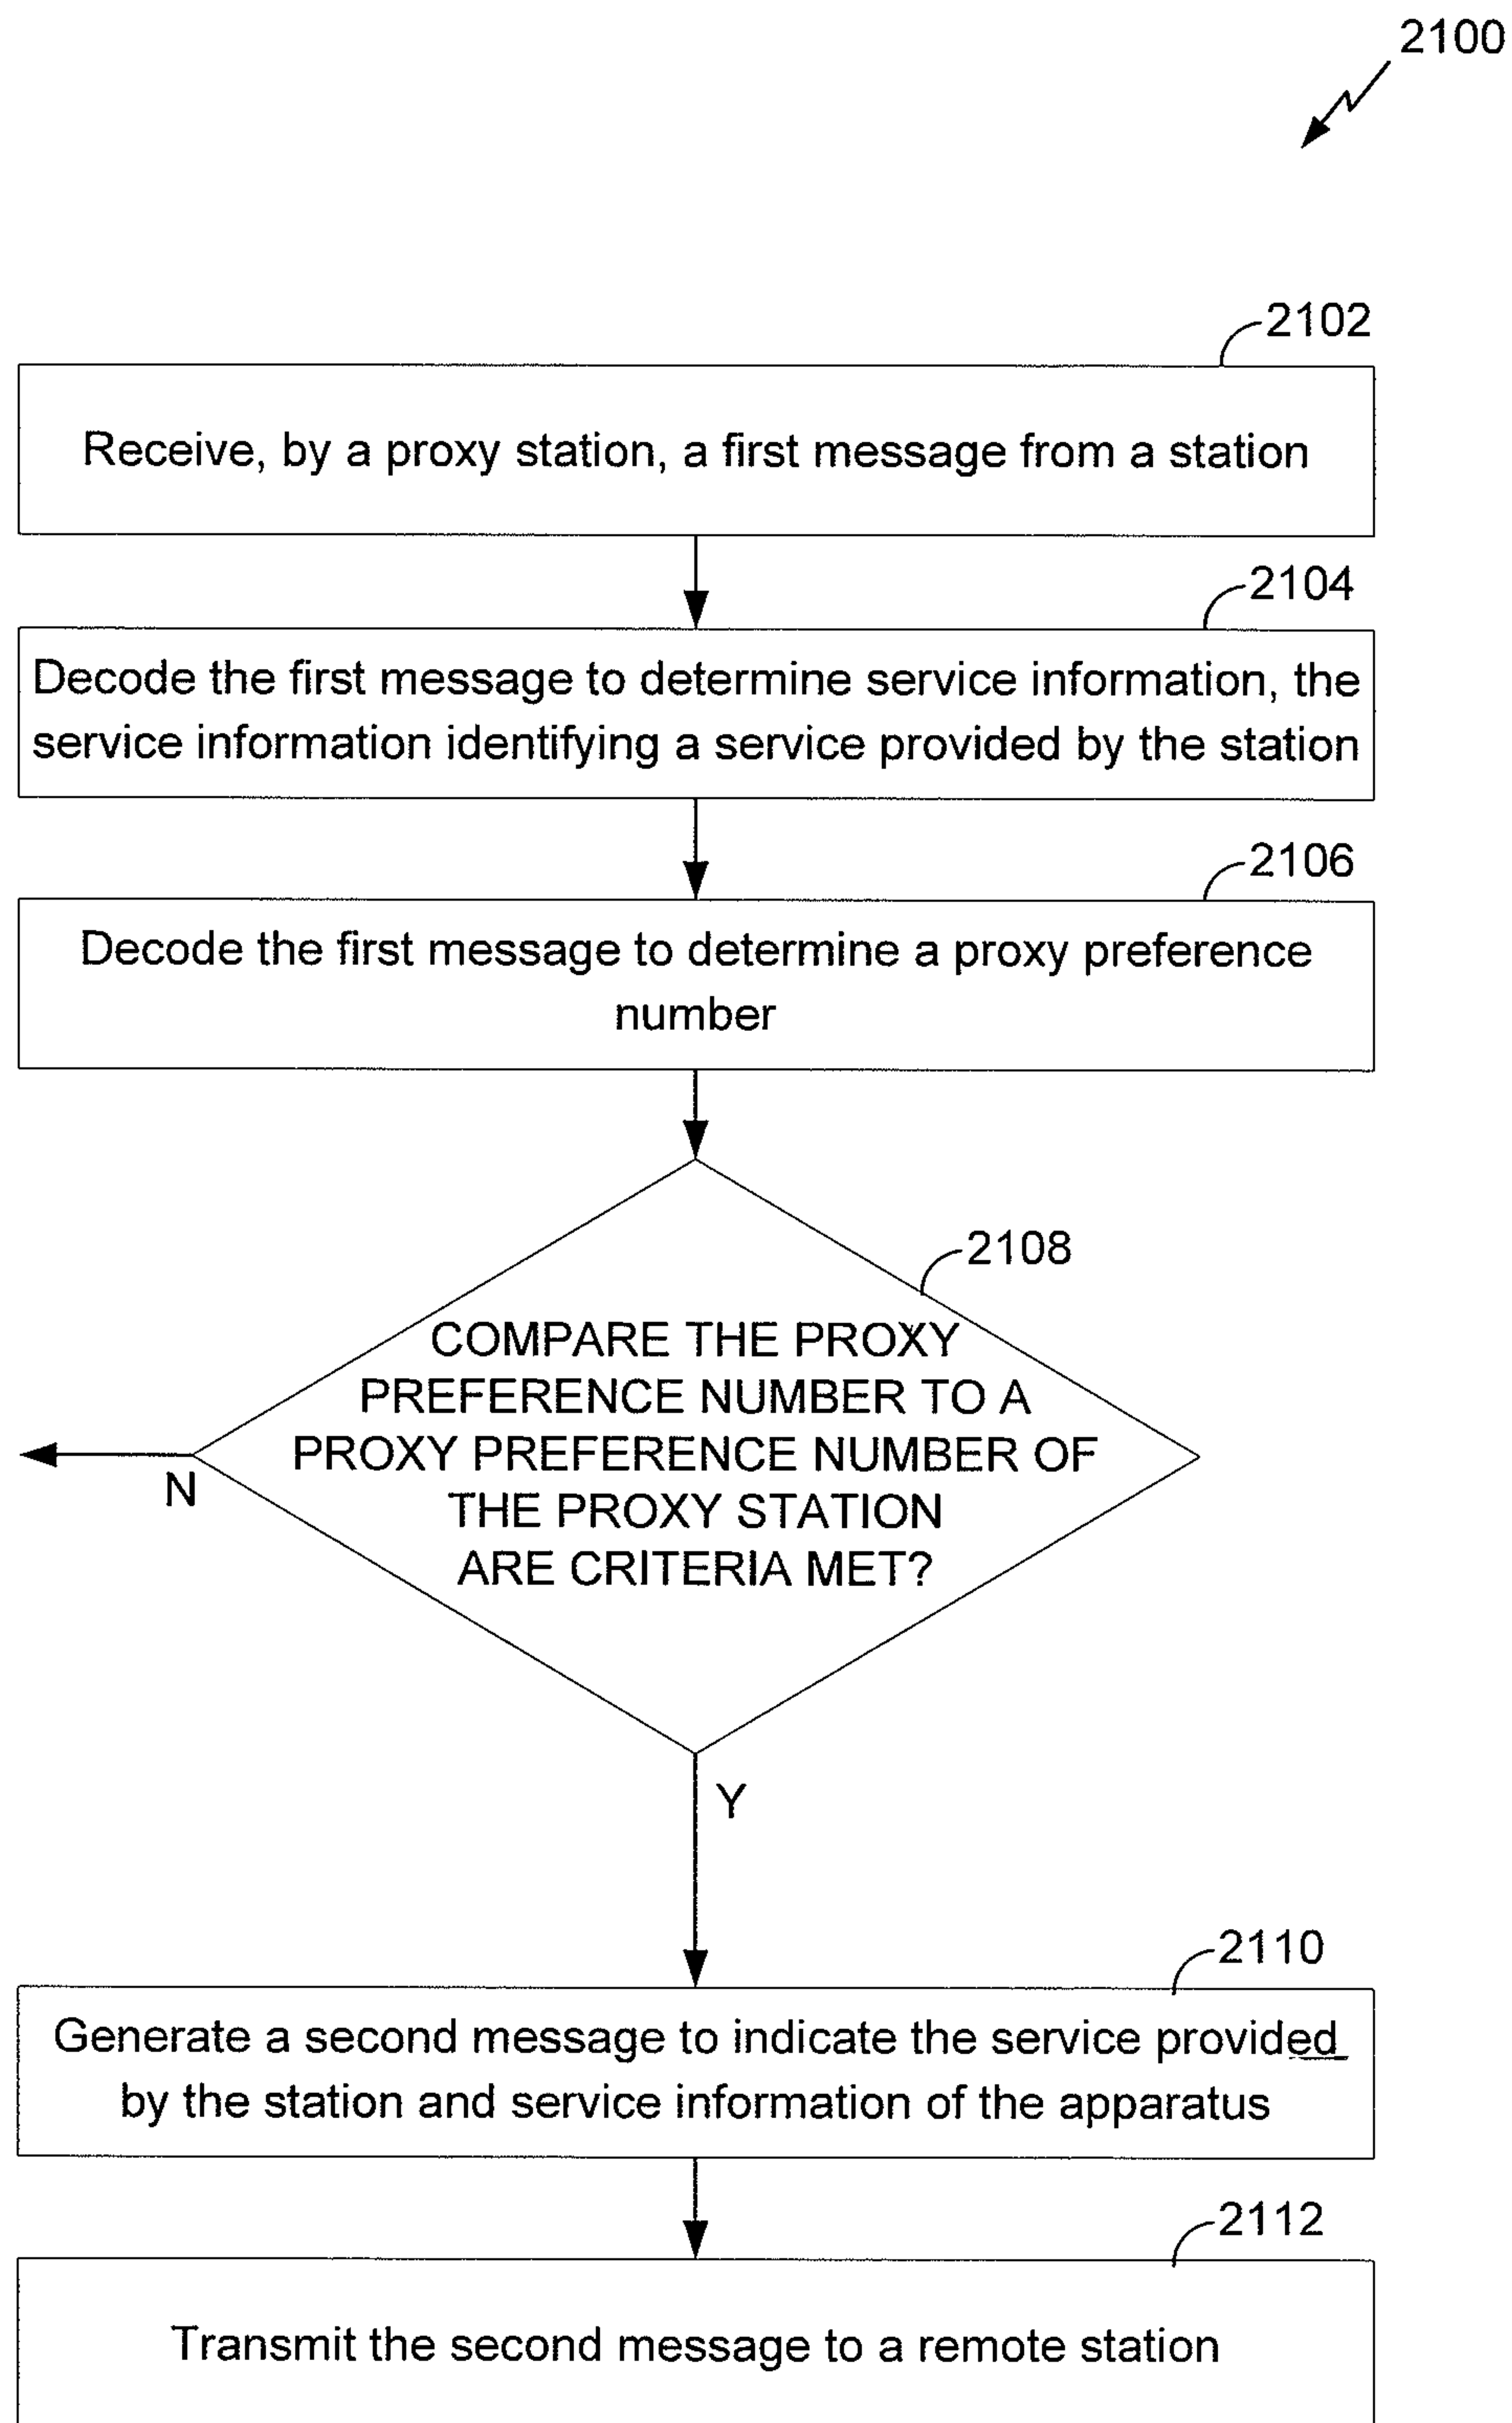 2100
2102
Receive, by a proxy station, a first message from a station
2104
Decode the first message to determine service information, the
service information identifying a service provided by the station
2106
Decode the first message to determine a proxy preference
number
2108
COMPARE THE PROXY
PREFERENCE NUMBER TO A
PROXY PREFERENCE NUMBER OF
THE PROXY STATION
ARE CRITERIA MET?
N
Y
2110
Generate a second message to indicate the service provided
by the station and service information of the apparatus
2112
Transmit the second message to a remote station